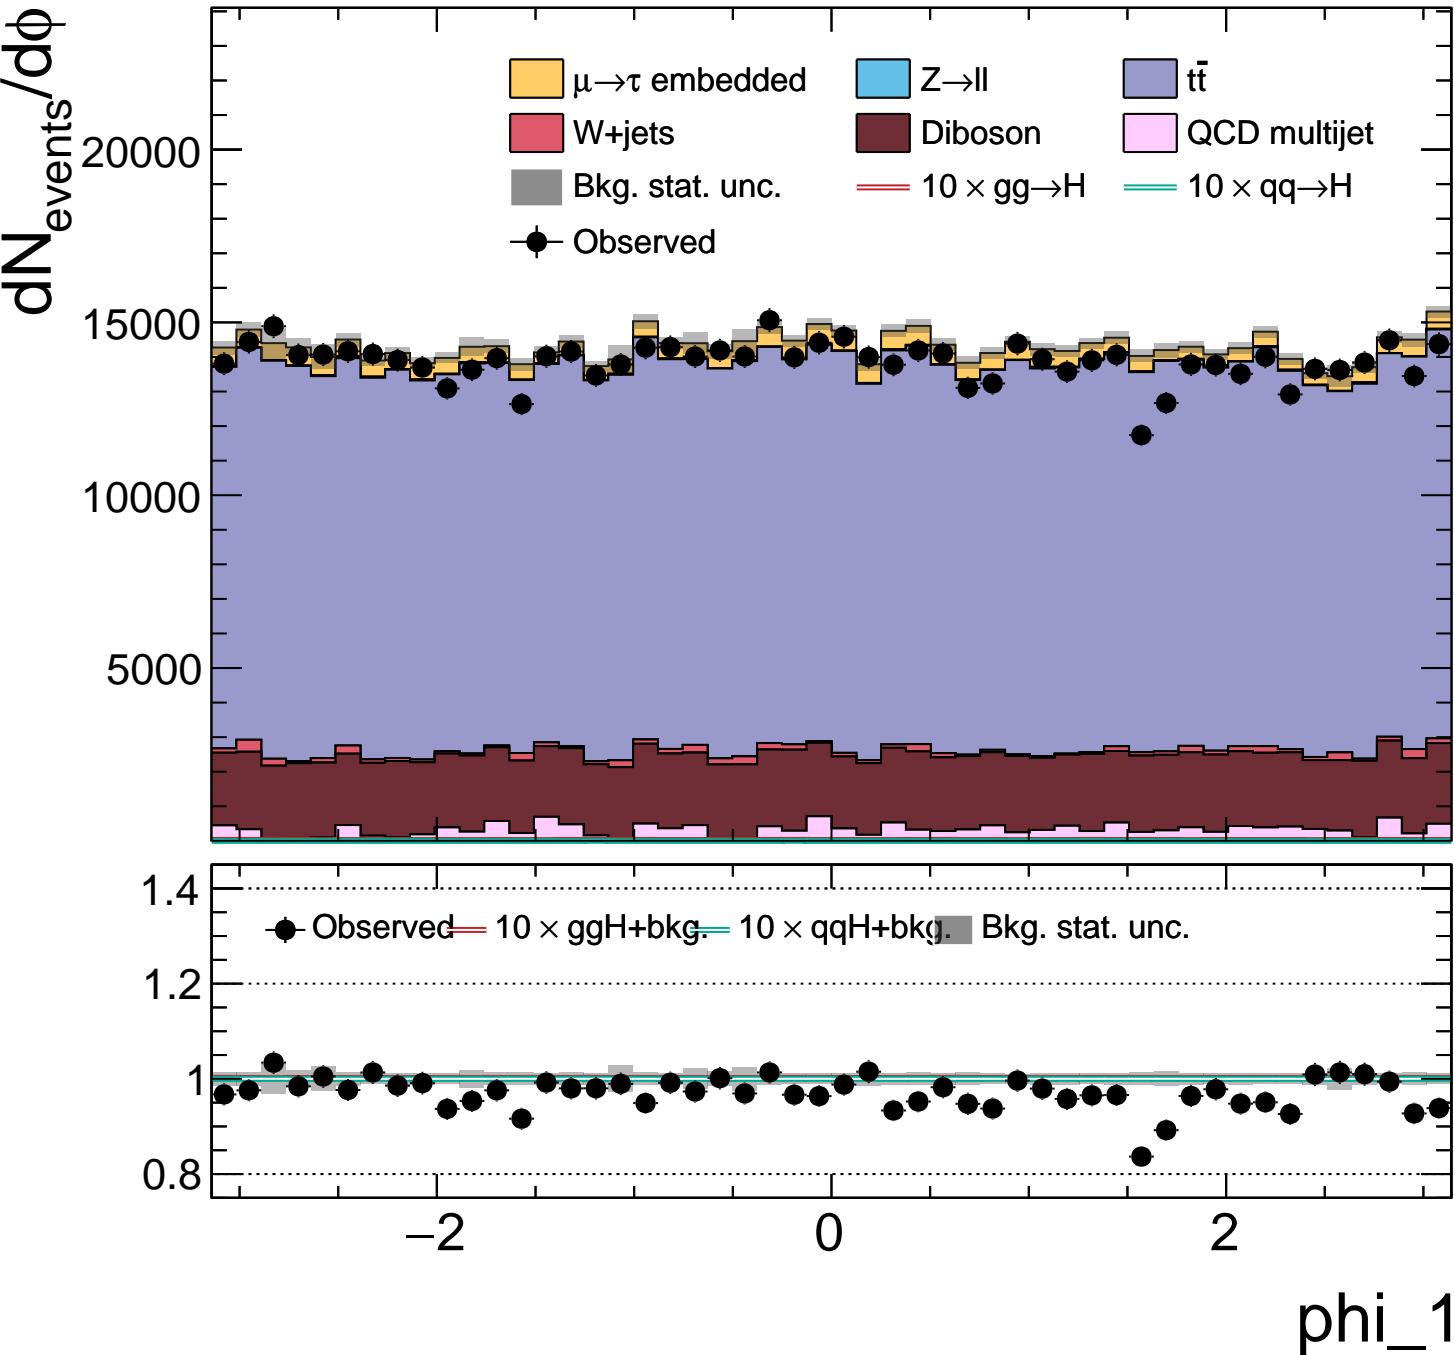 dN_events/dϕ
μ→τ embedded Z→ll tt̄
W+jets Diboson QCD multijet
Bkg. stat. unc. 10 × gg→H 10 × qq→H
Observed
20000
15000
10000
5000
1.4
Observed 10 × ggH+bkg. 10 × qqH+bkg. Bkg. stat. unc.
1.2
1
0.8
−2 0 2
phi_1